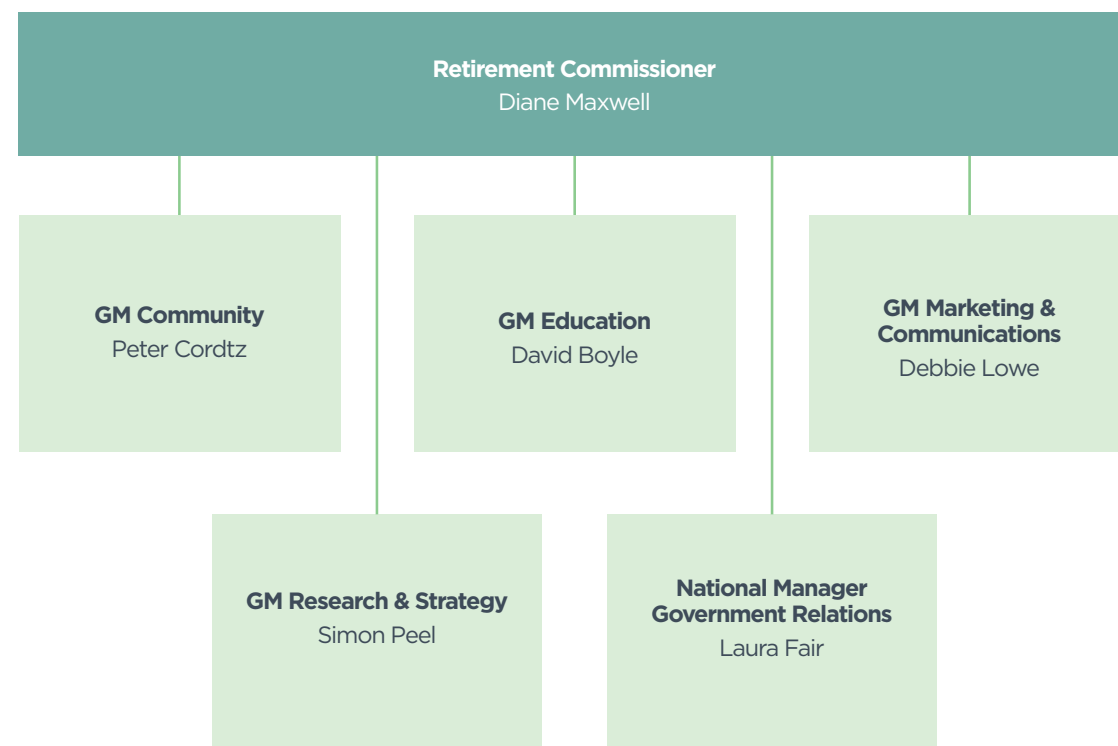 Retirement Commissioner
Diane Maxwell
GM Community
Peter Cordtz
GM Education
David Boyle
GM Marketing &
Communications
Debbie Lowe
GM Research & Strategy
Simon Peel
National Manager
Government Relations
Laura Fair